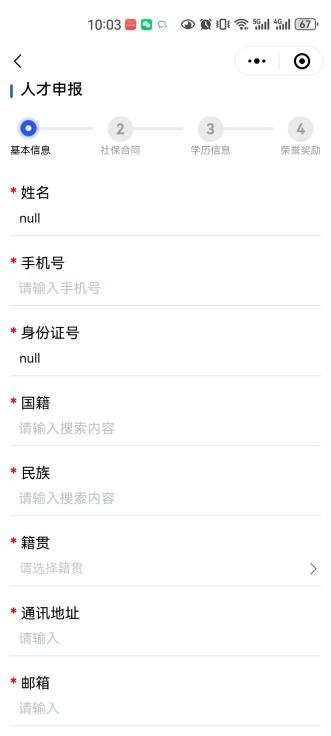 10:03
5G
4G
67
人才申报
2
3
4
基本信息
社保合同
学历信息
荣誉奖励
* 姓名
null
* 手机号
请输入手机号
* 身份证号
null
* 国籍
请输入搜索内容
* 民族
请输入搜索内容
* 籍贯
请选择籍贯
* 通讯地址
请输入
* 邮箱
请输入